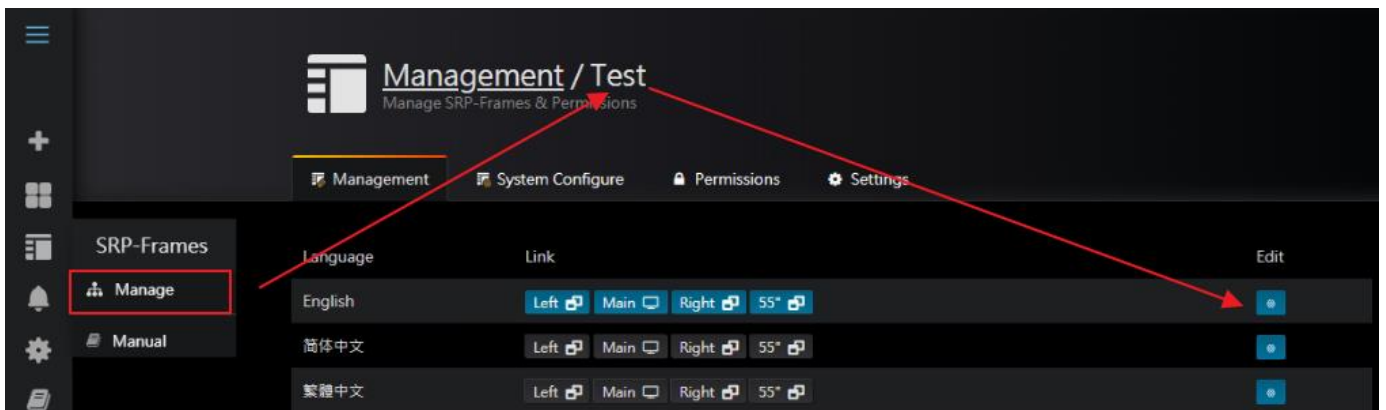 Management / Test
Manage SRP-Frames & Permissions
Management System Configure Permissions Settings
SRP-Frames
Manage
Manual
Language Link Edit
English Left Main Right 55"
简体中文 Left Main Right 55"
繁體中文 Left Main Right 55"